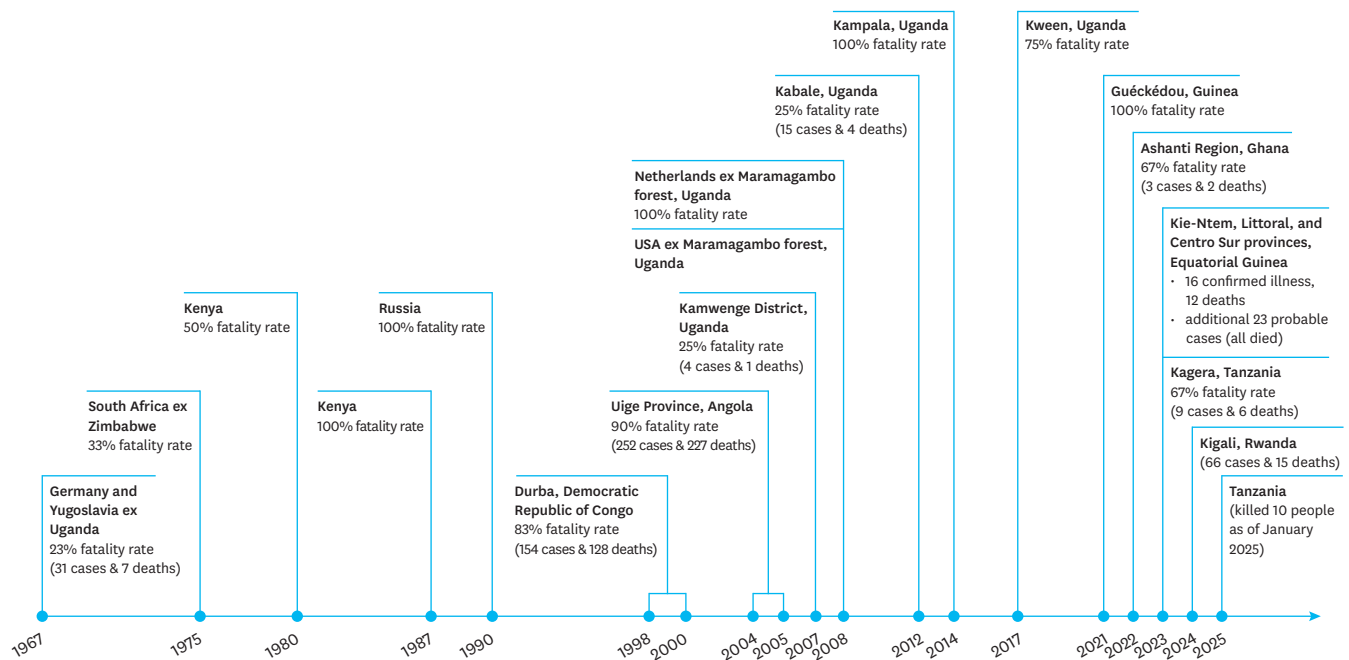 Kampala, Uganda
100% fatality rate
Kween, Uganda
75% fatality rate
Kabale, Uganda
25% fatality rate
(15 cases & 4 deaths)
Guéckédou, Guinea
100% fatality rate
Ashanti Region, Ghana
67% fatality rate
(3 cases & 2 deaths)
Netherlands ex Maramagambo
forest, Uganda
100% fatality rate
USA ex Maramagambo forest,
Uganda
Kie-Ntem, Littoral, and
Centro Sur provinces,
Equatorial Guinea
· 16 confirmed illness,
12 deaths
· additional 23 probable
cases (all died)
Kenya
50% fatality rate
Russia
100% fatality rate
Kamwenge District,
Uganda
25% fatality rate
(4 cases & 1 deaths)
Kagera, Tanzania
67% fatality rate
(9 cases & 6 deaths)
South Africa ex
Zimbabwe
33% fatality rate
Kenya
100% fatality rate
Uige Province, Angola
90% fatality rate
(252 cases & 227 deaths)
Kigali, Rwanda
(66 cases & 15 deaths)
Germany and
Yugoslavia ex
Uganda
23% fatality rate
(31 cases & 7 deaths)
Durba, Democratic
Republic of Congo
83% fatality rate
(154 cases & 128 deaths)
Tanzania
(killed 10 people
as of January
2025)
1967
1975
1980
1987
1990
1998
2000
2004
2005
2007
2008
2012
2014
2017
2021
2022
2023
2024
2025